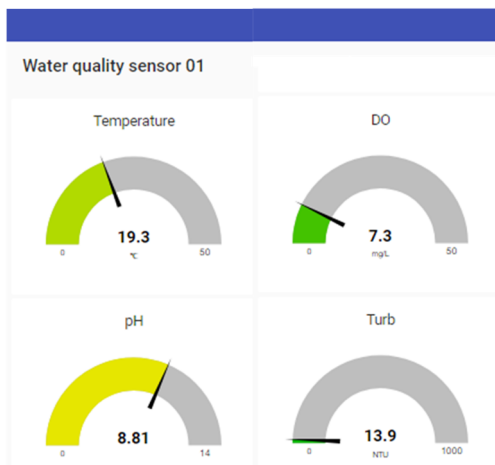 Water quality sensor 01
Temperature
19.3
℃
0
50
DO
7.3
mg/L
0
50
pH
8.81
0
14
Turb
13.9
NTU
0
1000